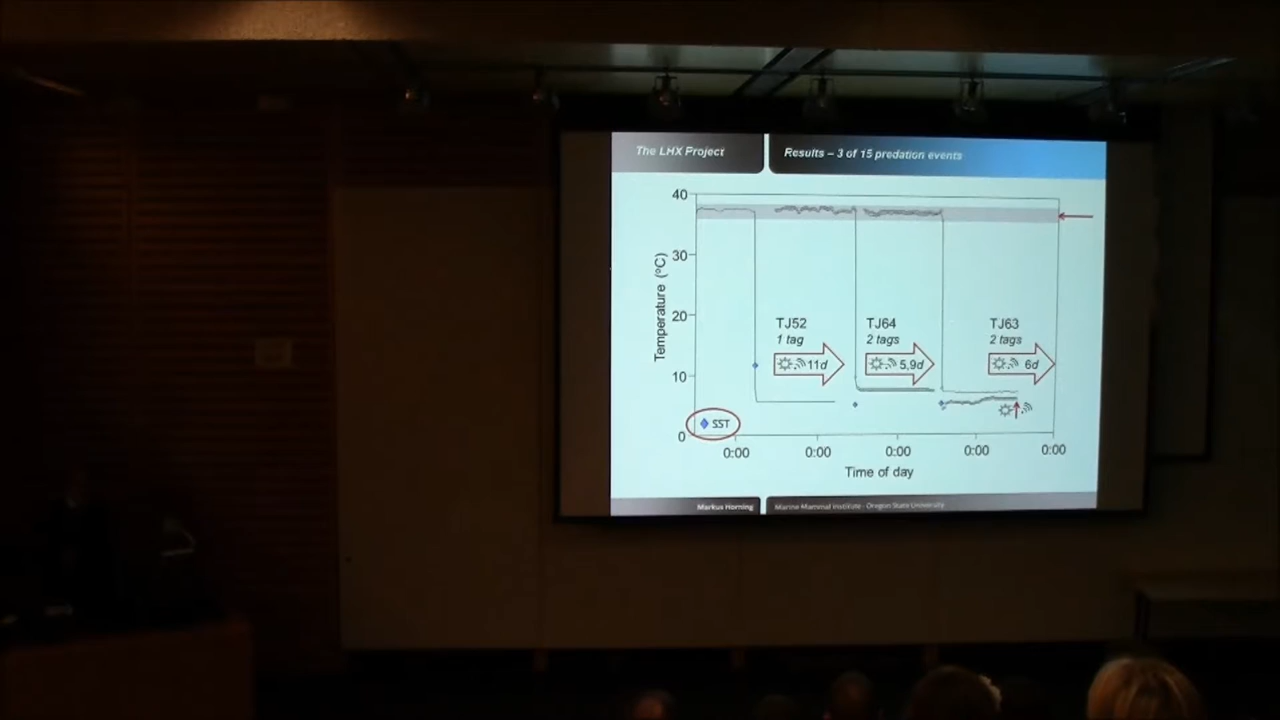 The LHX Project
Results – 3 of 15 predation events
40
30
20
10
0
Temperature (°C)
TJ52
1 tag
11d
TJ64
2 tags
5,9d
TJ63
2 tags
6d
SST
0:00
0:00
0:00
0:00
0:00
Time of day
Markus Horning
Marine Mammal Institute - Oregon State University